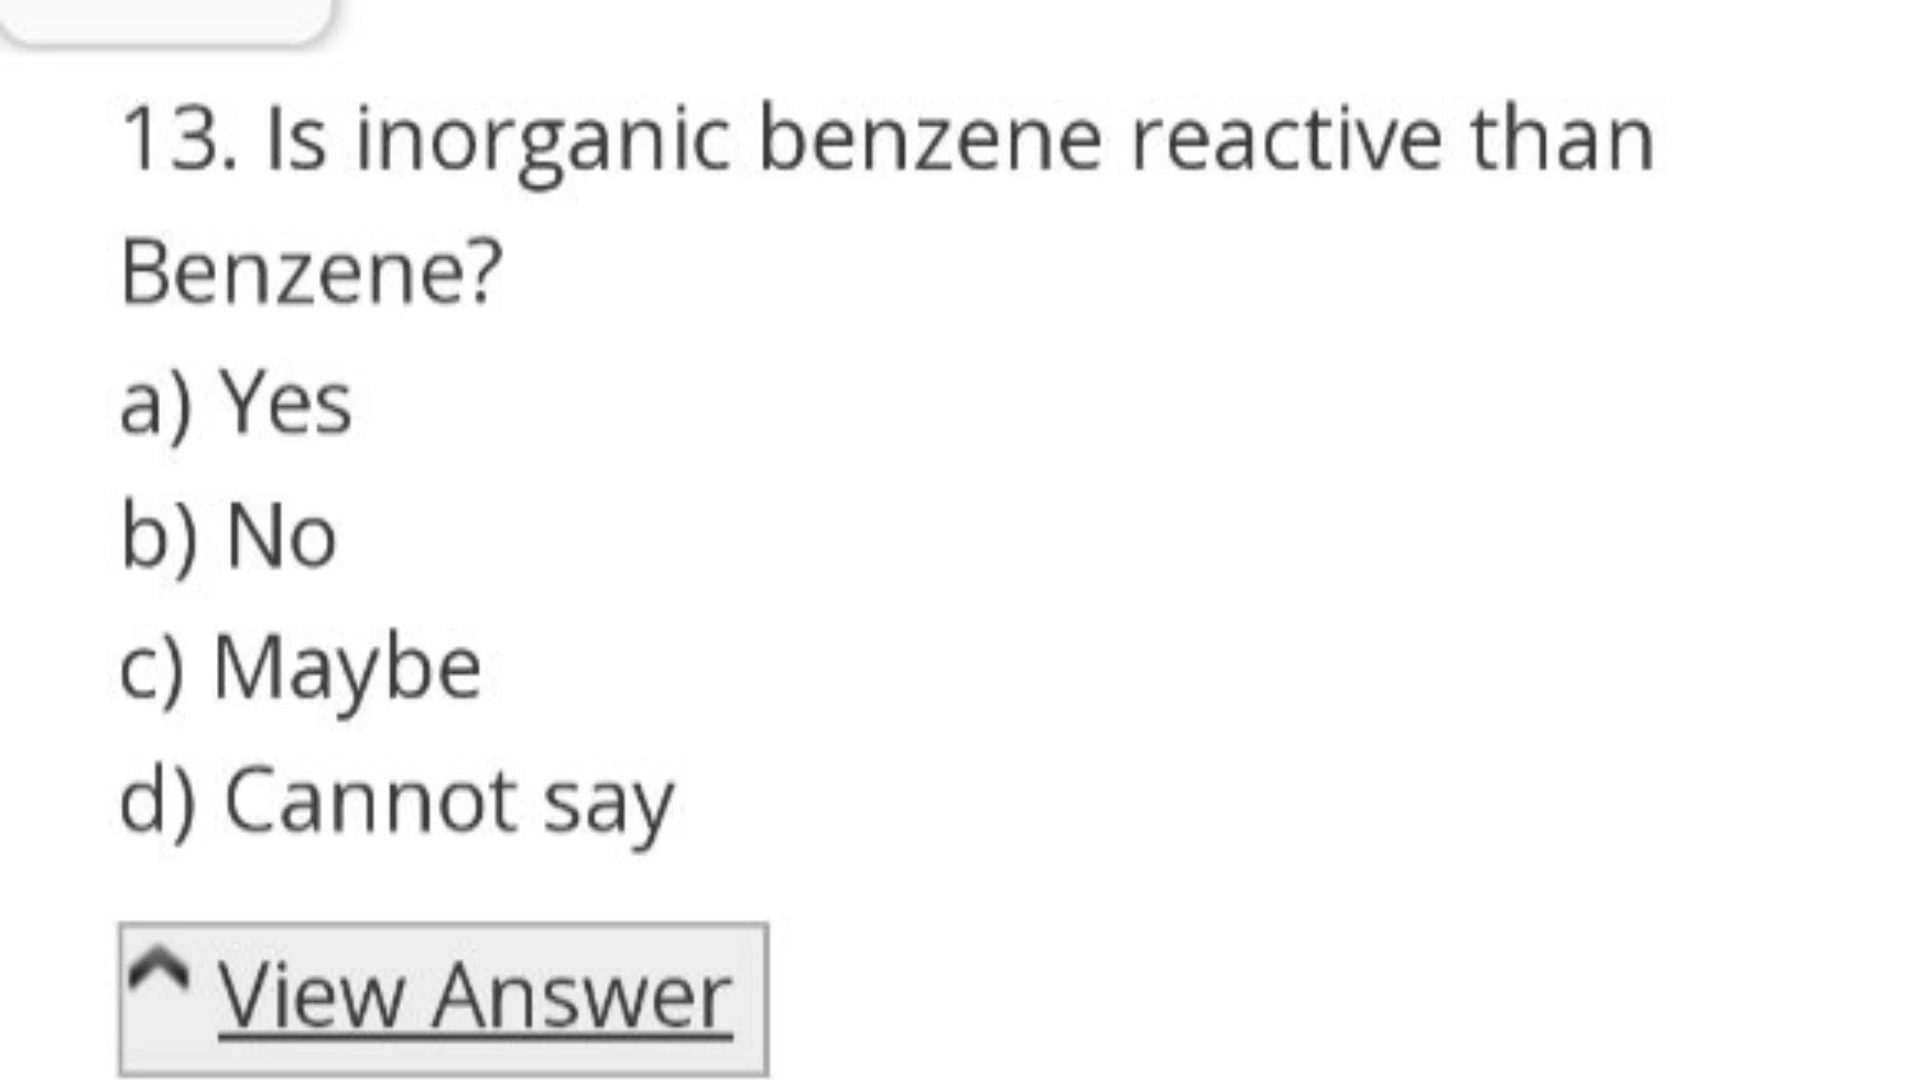 13. Is inorganic benzene reactive than
Benzene?
a) Yes
b) No
c) Maybe
d) Cannot say
View Answer